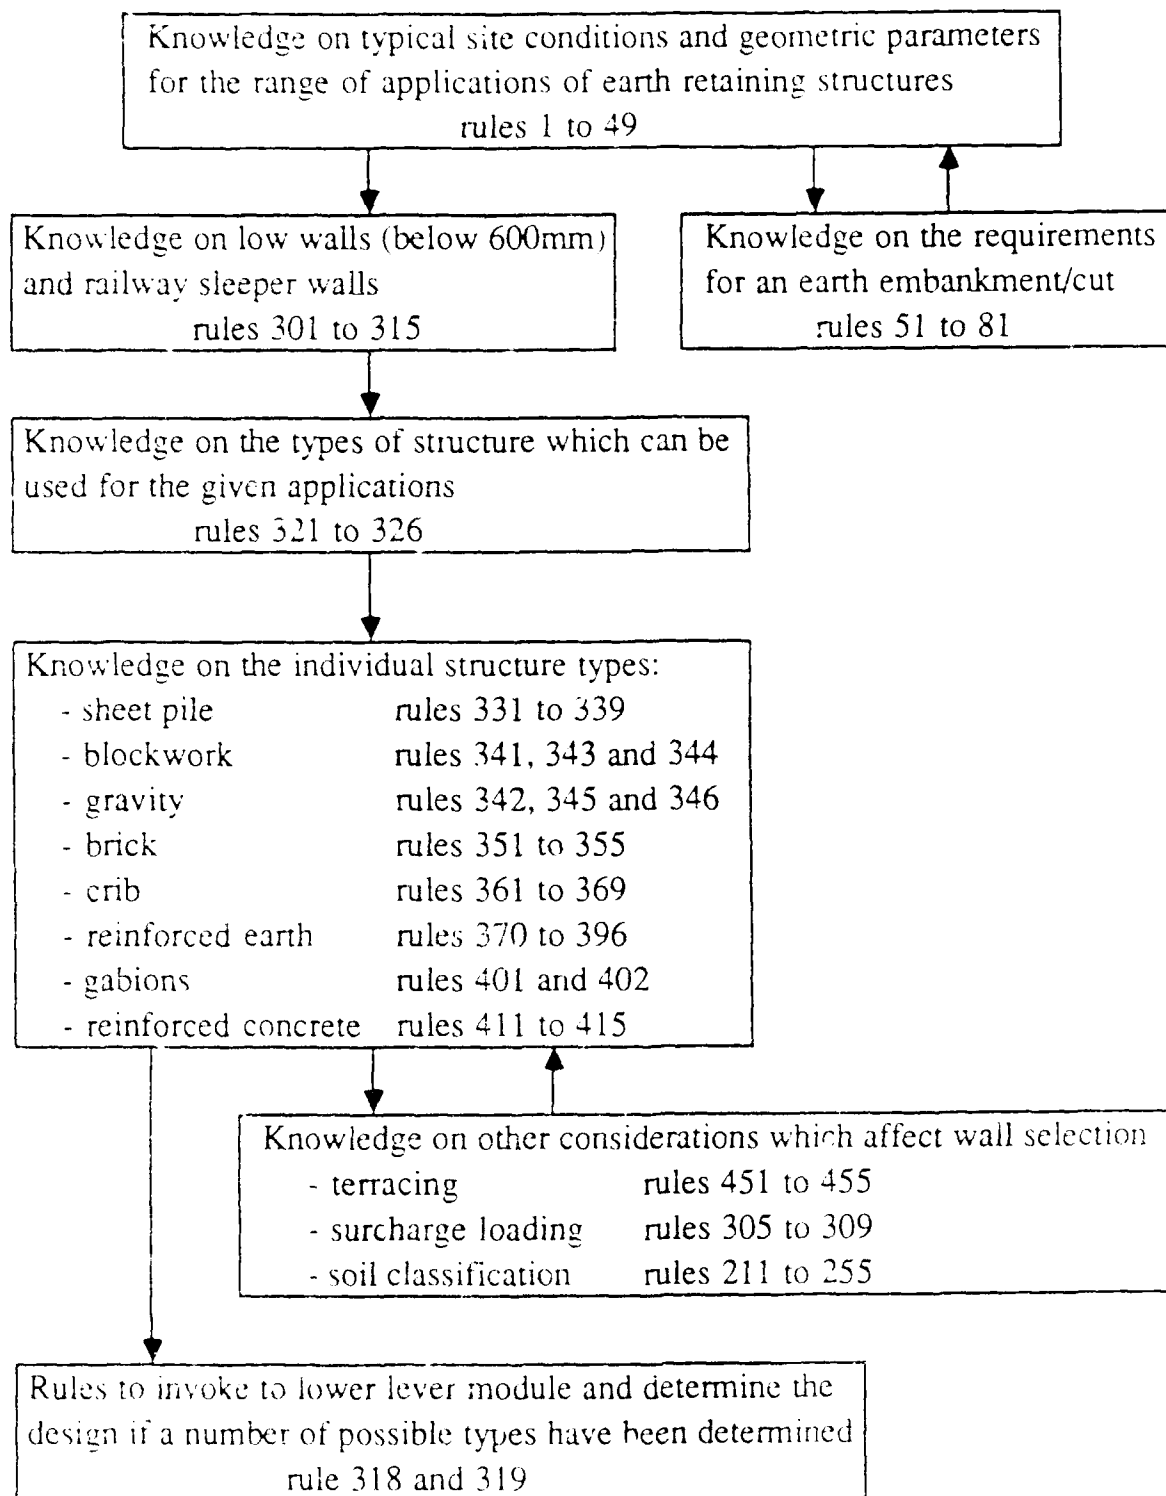 Knowledge on typical site conditions and geometric parameters
for the range of applications of earth retaining structures
rules 1 to 49
Knowledge on low walls (below 600mm)
and railway sleeper walls
rules 301 to 315
Knowledge on the requirements
for an earth embankment/cut
rules 51 to 81
Knowledge on the types of structure which can be
used for the given applications
rules 321 to 326
Knowledge on the individual structure types:
- sheet pile rules 331 to 339
- blockwork rules 341, 343 and 344
- gravity rules 342, 345 and 346
- brick rules 351 to 355
- crib rules 361 to 369
- reinforced earth rules 370 to 396
- gabions rules 401 and 402
- reinforced concrete rules 411 to 415
Knowledge on other considerations which affect wall selection
- terracing rules 451 to 455
- surcharge loading rules 305 to 309
- soil classification rules 211 to 255
Rules to invoke to lower lever module and determine the
design if a number of possible types have been determined
rule 318 and 319